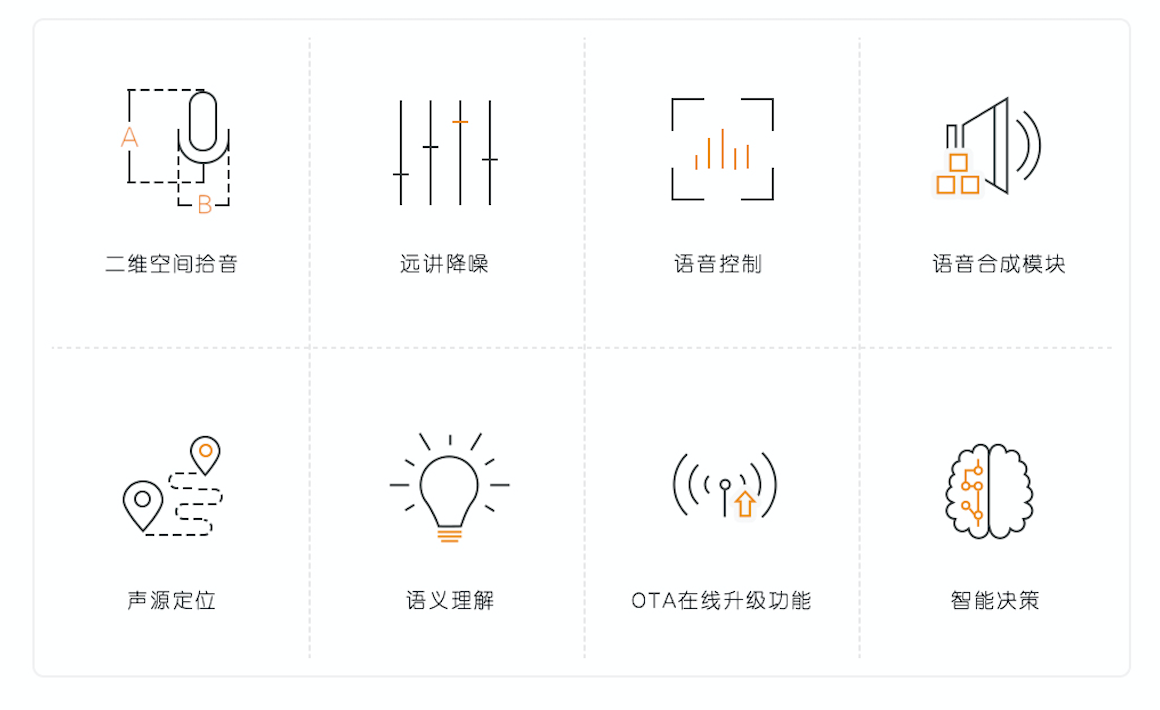 A
B
二维空间拾音
远讲降噪
语音控制
语音合成模块
声源定位
语义理解
OTA在线升级功能
智能决策